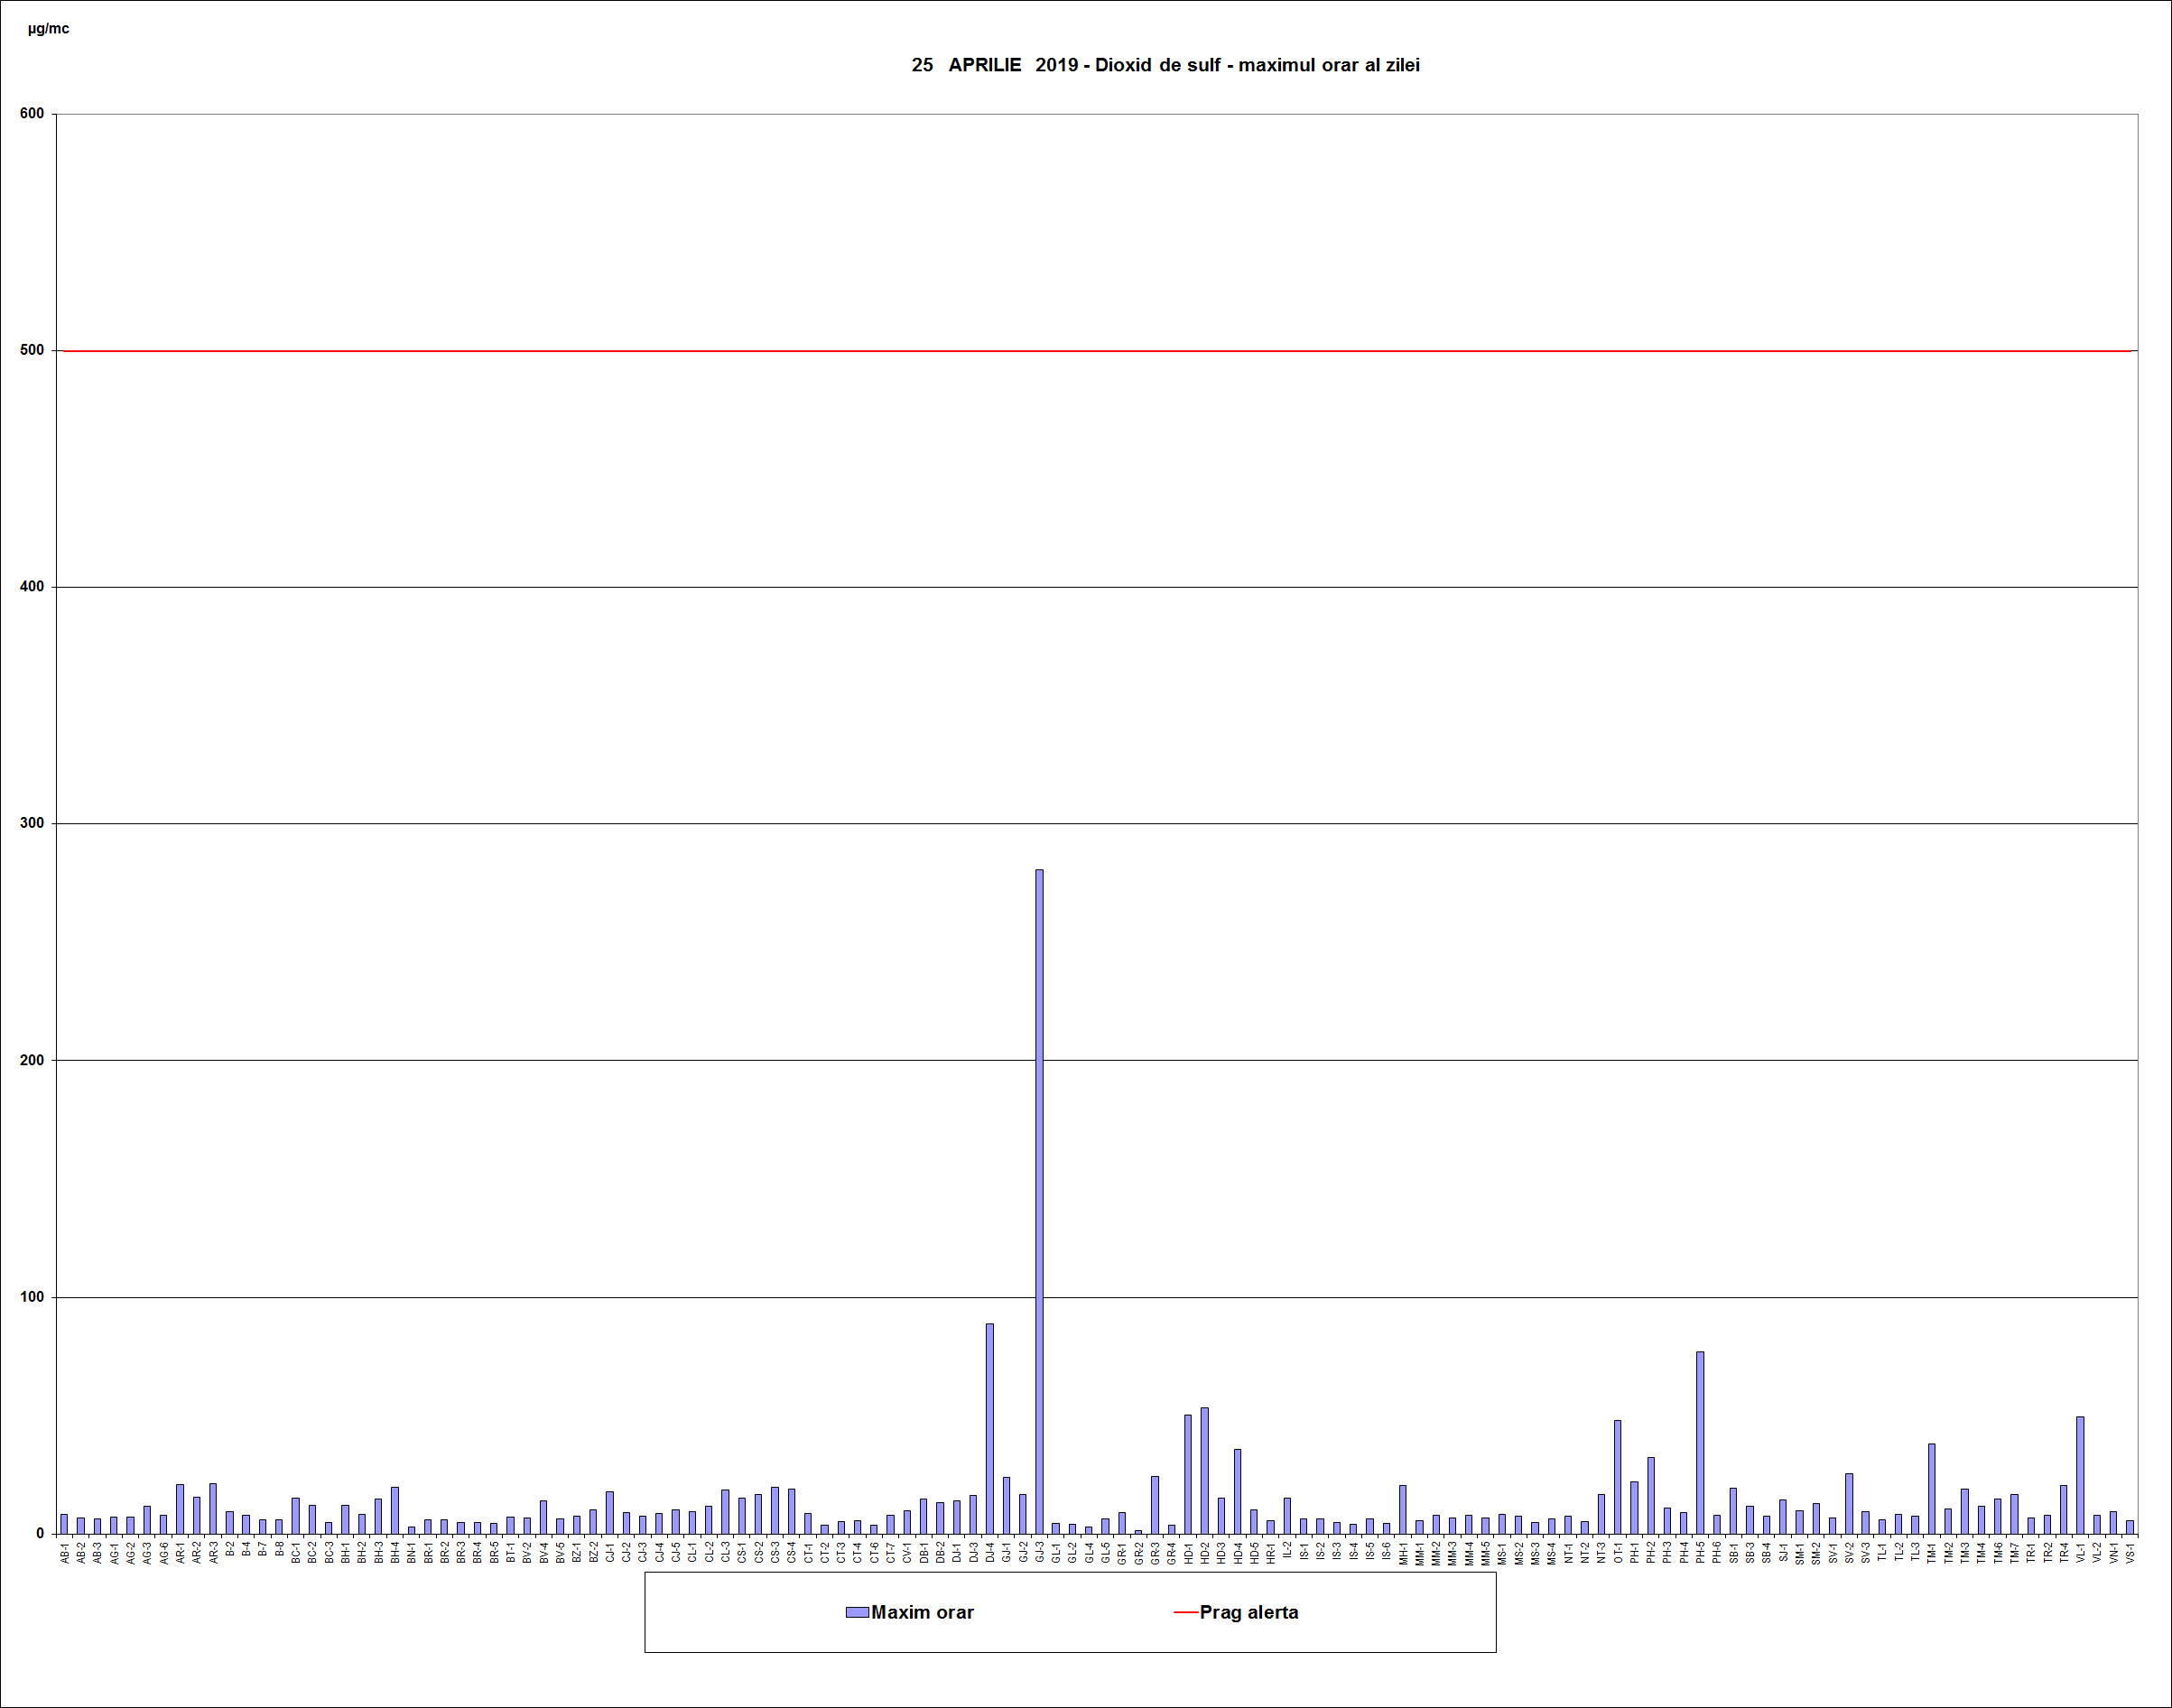 µg/mc
25 APRILIE 2019 - Dioxid de sulf - maximul orar al zilei
600
500
400
300
200
100
0
AB-1 AB-2 AB-3 AG-1 AG-2 AG-3 AG-6 AR-1 AR-2 AR-3 B-2 B-4 B-7 B-8 BC-1 BC-2 BC-3 BH-1 BH-2 BH-3 BH-4 BN-1 BR-1 BR-2 BR-3 BR-4 BR-5 BT-1 BV-2 BV-4 BV-5 BZ-1 BZ-2 CJ-1 CJ-2 CJ-3 CJ-4 CJ-5 CL-1 CL-2 CL-3 CS-1 CS-2 CS-3 CS-4 CT-1 CT-2 CT-3 CT-4 CT-6 CT-7 CV-1 DB-1 DB-2 DJ-1 DJ-3 DJ-4 GJ-1 GJ-2 GJ-3 GL-1 GL-2 GL-4 GL-5 GR-1 GR-2 GR-3 GR-4 HD-1 HD-2 HD-3 HD-4 HD-5 HR-1 IL-2 IS-1 IS-2 IS-3 IS-4 IS-5 IS-6 MH-1 MM-1 MM-2 MM-3 MM-4 MM-5 MS-1 MS-2 MS-3 MS-4 NT-1 NT-2 NT-3 OT-1 PH-1 PH-2 PH-3 PH-4 PH-5 PH-6 SB-1 SB-3 SB-4 SJ-1 SM-1 SM-2 SV-1 SV-2 SV-3 TL-1 TL-2 TL-3 TM-1 TM-2 TM-3 TM-4 TM-6 TM-7 TR-1 TR-2 TR-4 VL-1 VL-2 VN-1 VS-1
Maxim orar Prag alerta